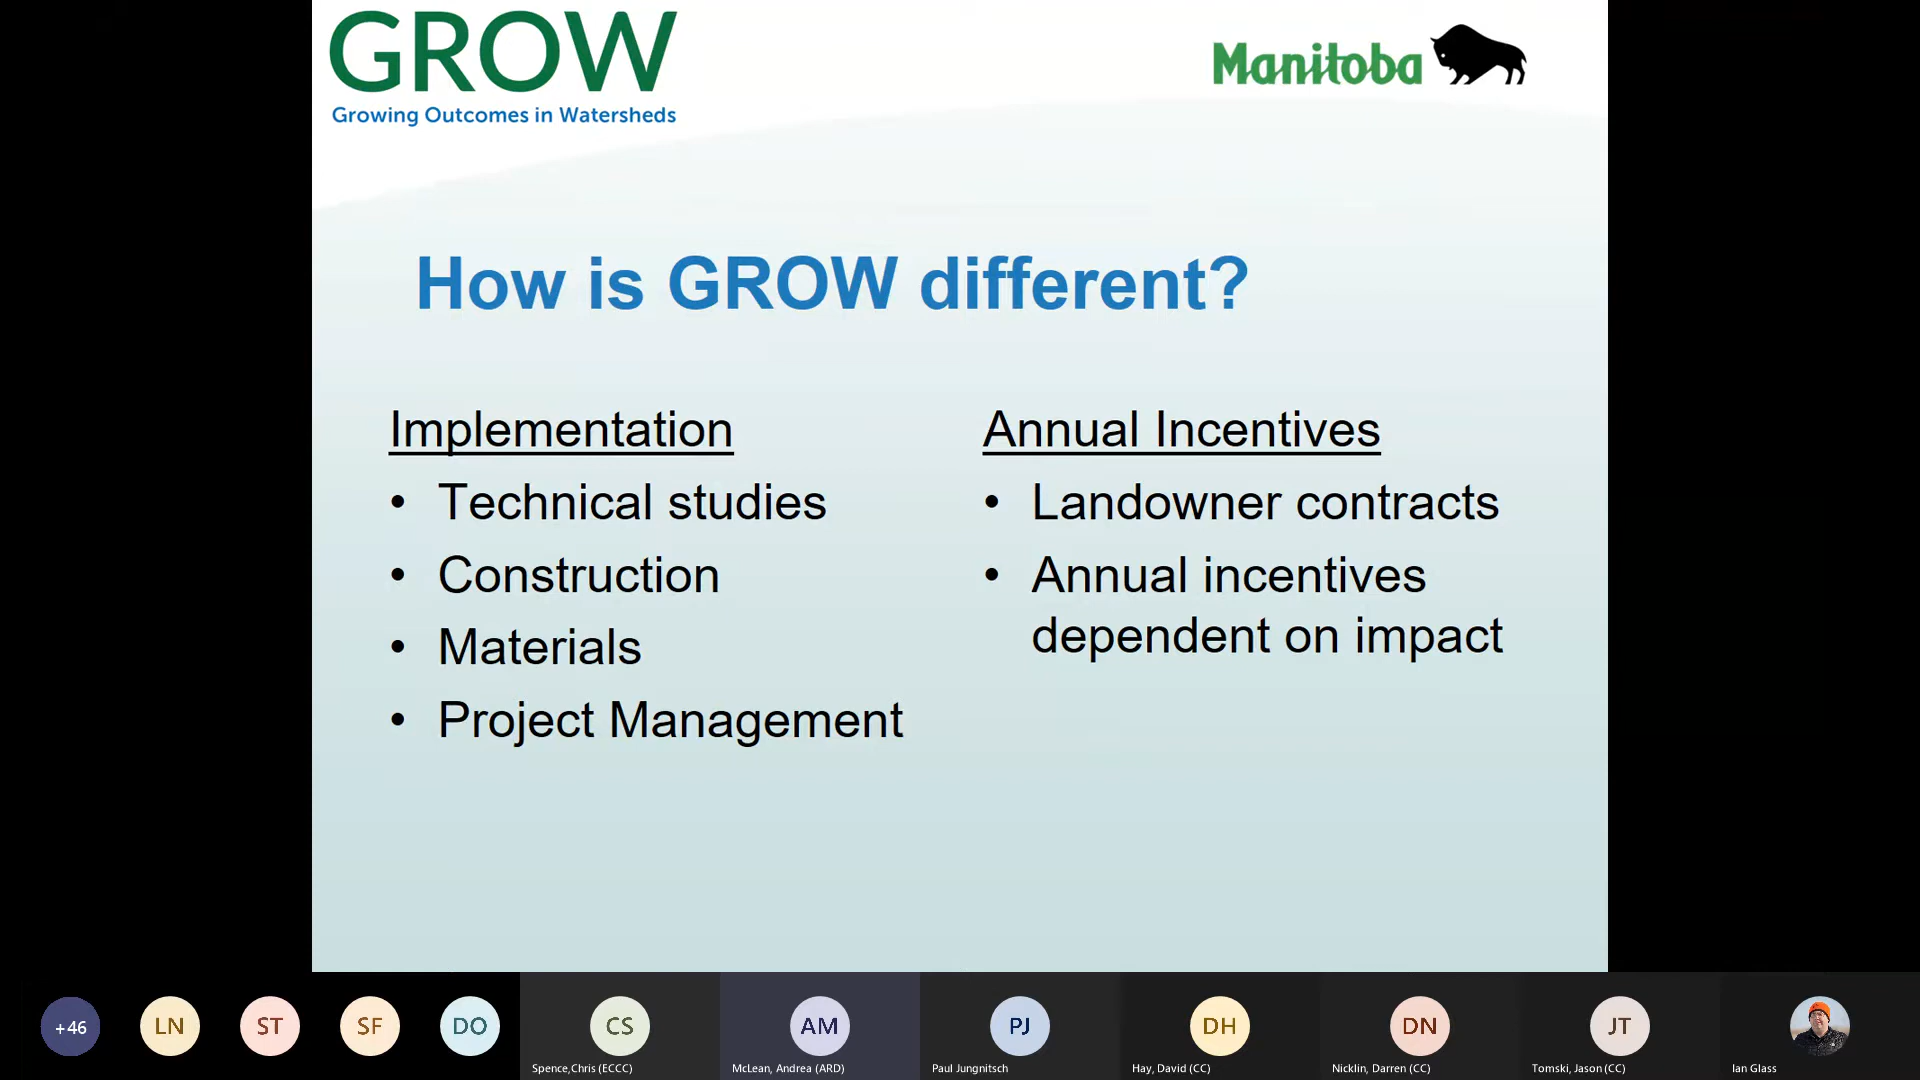 GROW
Growing Outcomes in Watersheds
Manitoba
How is GROW different?
Implementation
• Technical studies
• Construction
• Materials
• Project Management
Annual Incentives
• Landowner contracts
• Annual incentives
dependent on impact
+46
LN
ST
SF
DO
CS
Spence,Chris (ECCC)
AM
McLean, Andrea (ARD)
PJ
Paul Jungnitsch
DH
Hay, David (CC)
DN
Nicklin, Darren (CC)
JT
Tomski, Jason (CC)
Ian Glass